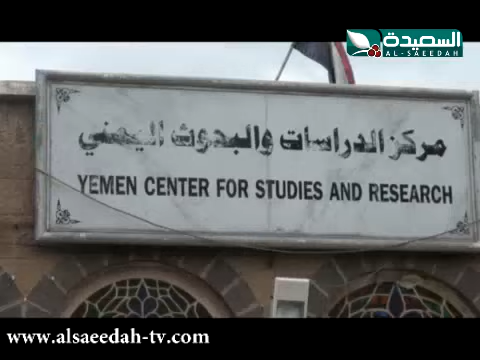 السعيدة
AL-SAEEDAH
مركز الدراسات والبحوث اليمني
YEMEN CENTER FOR STUDIES AND RESEARCH
www.alsaeedah-tv.com